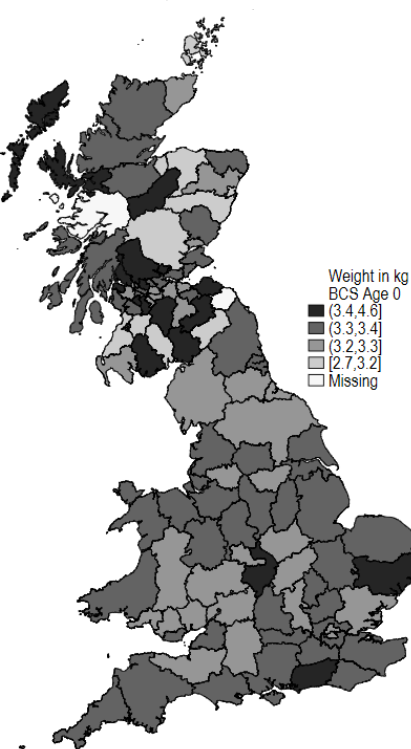 Weight in kg
BCS Age 0
(3.4,4.6]
(3.3,3.4]
(3.2,3.3]
[2.7,3.2]
Missing